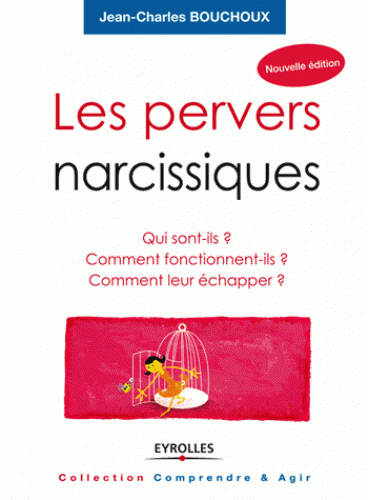 Jean-Charles BOUCHOUX
Nouvelle édition
Les pervers
narcissiques
Qui sont-ils ?
Comment fonctionnent-ils ?
Comment leur échapper ?
EYROLLES
Collection Comprendre & Agir